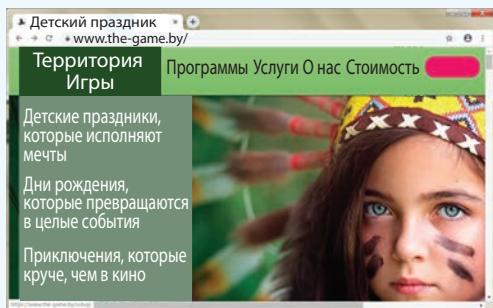 Детский праздник
www.the-game.by/
Территория
Игры
Программы Услуги О нас Стоимость
Детские праздники,
которые исполняют
мечты
Дни рождения,
которые превращаются
в целые события
Приключения, которые
круче, чем в кино